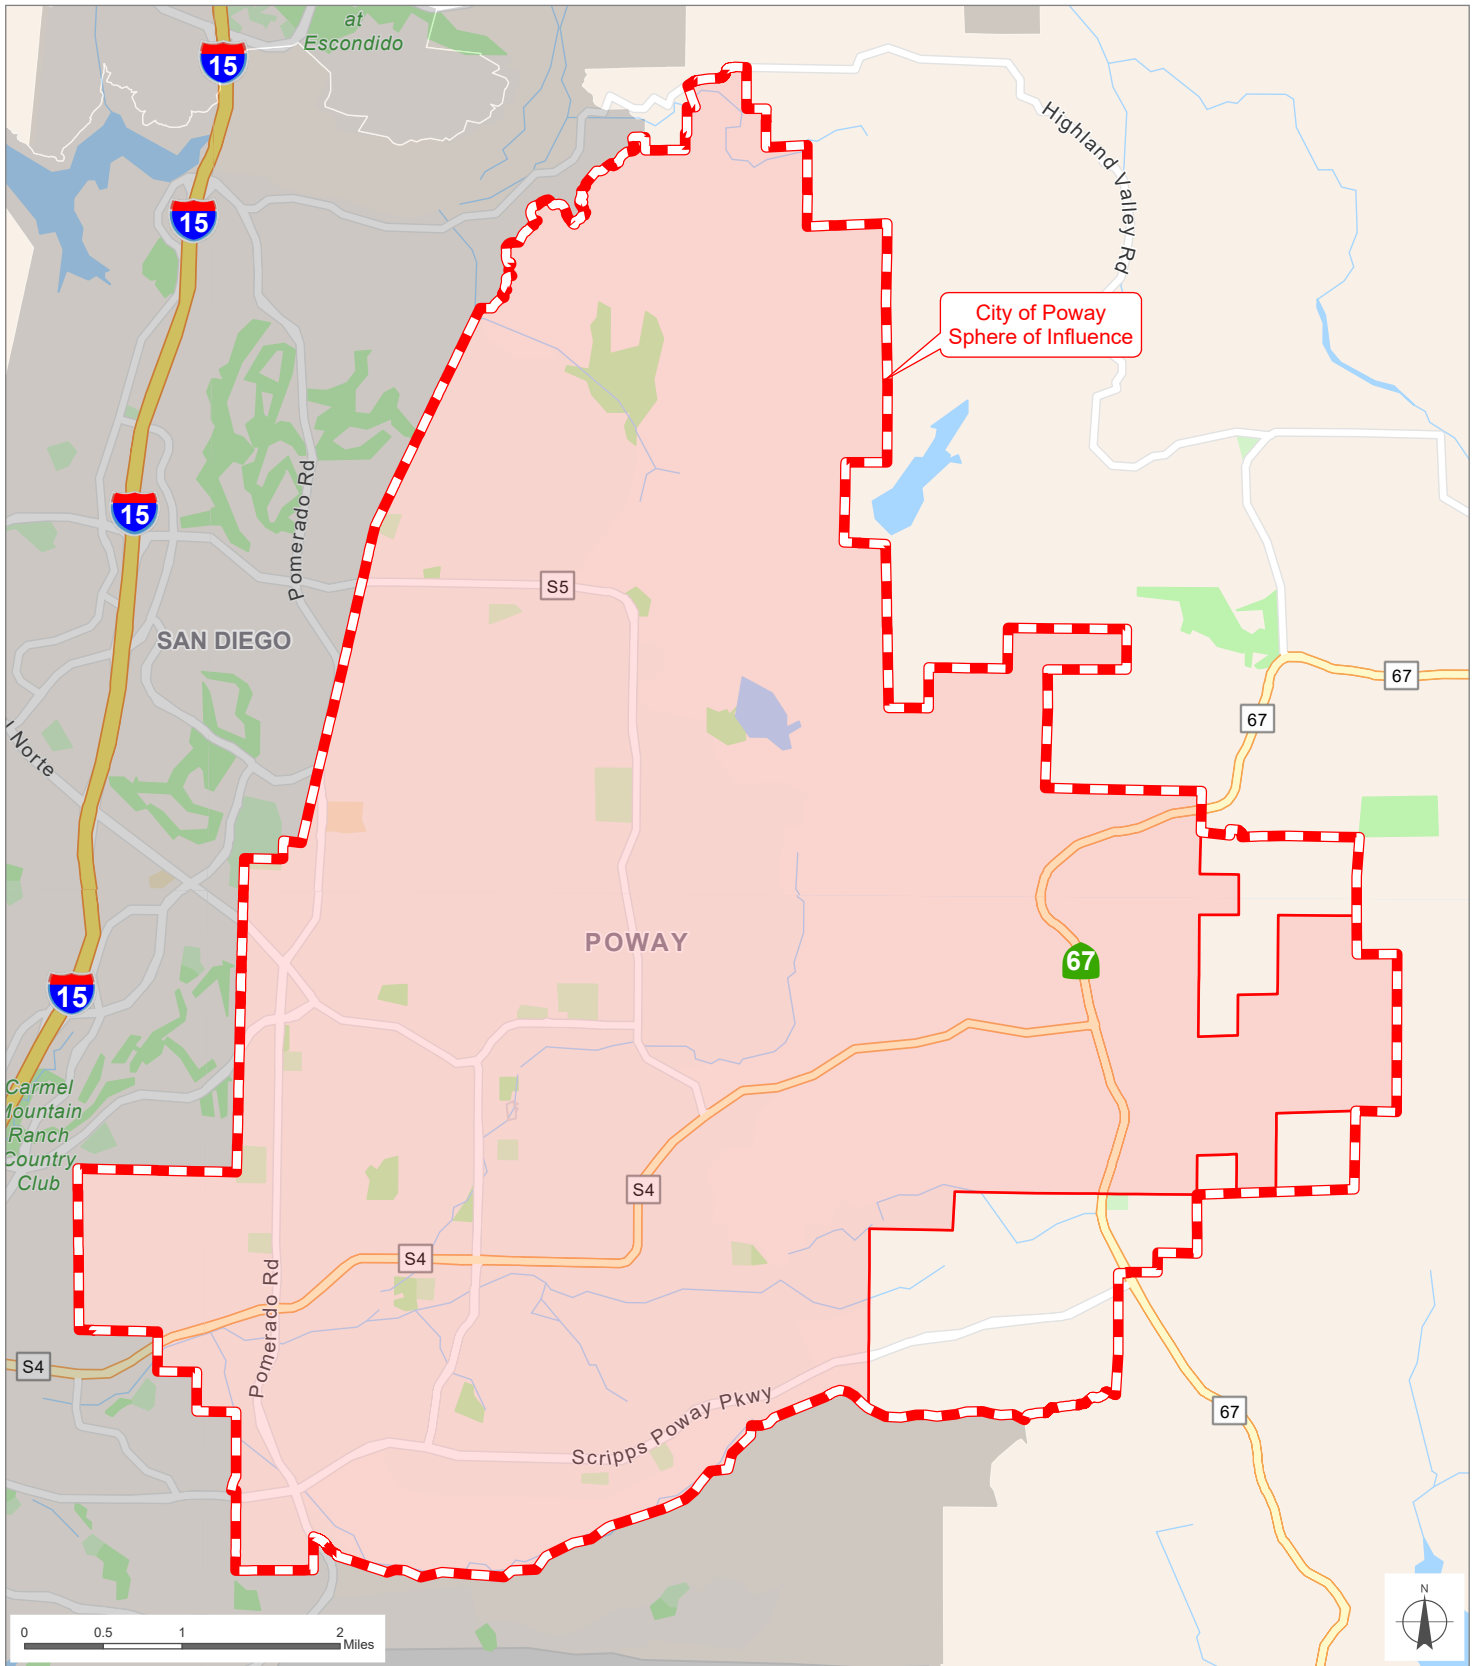 at
Escondido
15
Highland Valley Rd
15
City of Poway
Sphere of Influence
Pomerado Rd
15
S5
SAN DIEGO
67
67
Norte
POWAY
67
15
Carmel
Mountain
Ranch
Country
Club
S4
S4
Pomerado Rd
S4
Scripps Poway Pkwy
67
N
0 0.5 1 2
Miles